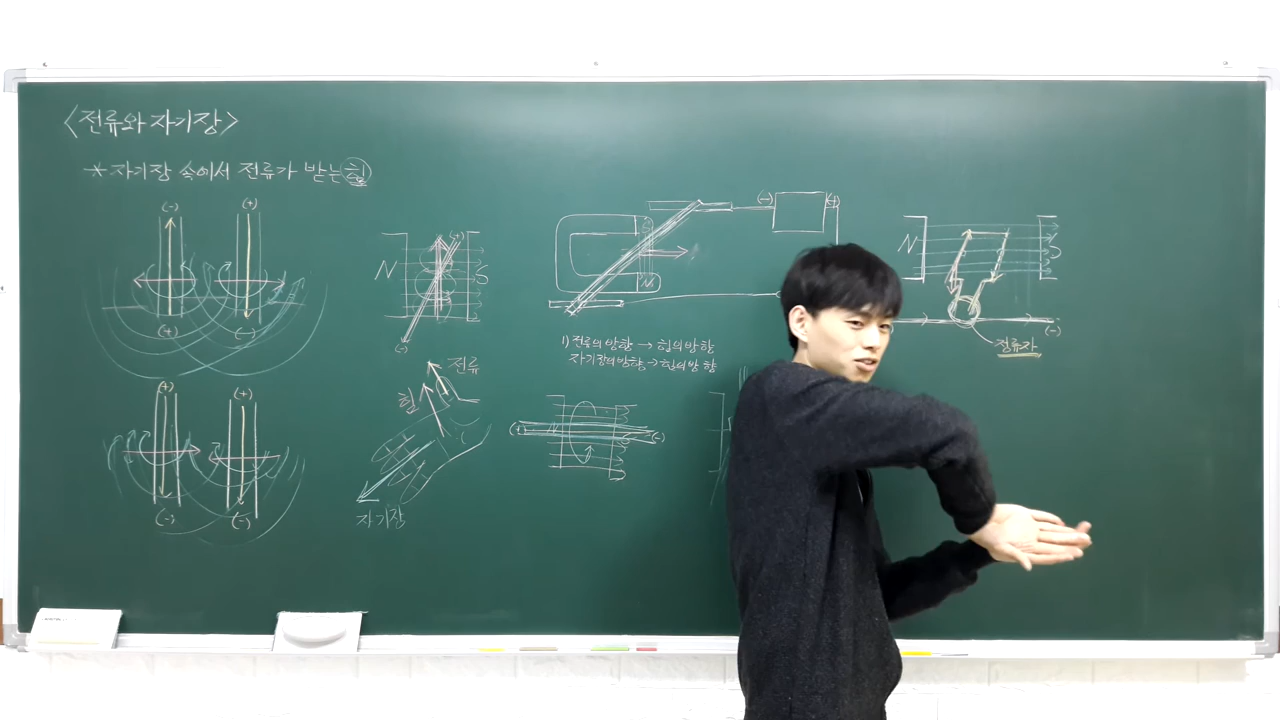 <전류와 자기장>
* 자기장 속에서 전류가 받는 힘
(-) (+)
(+) (-)
(+) (+)
(-) (-)
N (+) S
(-)
전류
힘
자기장
(-) (+)
S
N
1) 전류의 방향 → 힘의 방향
자기장의 방향 → 힘의 방향
(+) N (-)
N S
(-)
정류자